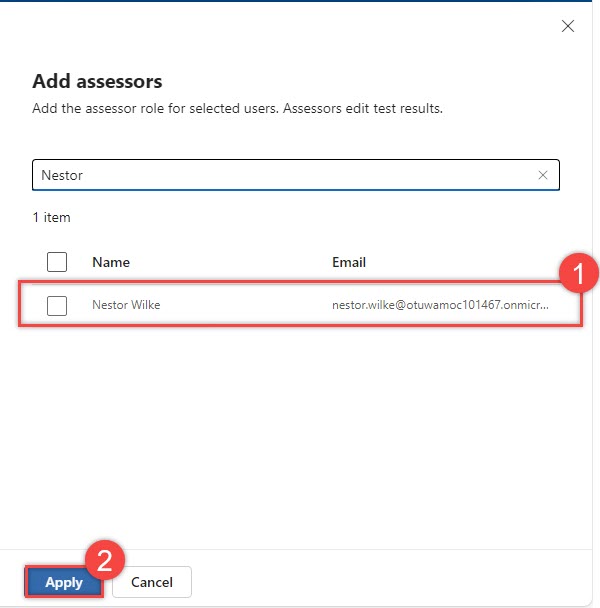 Add assessors
Add the assessor role for selected users. Assessors edit test results.
Nestor
1 item
Name Email
1
Nestor Wilke nestor.wilke@otuwamoc101467.onmicr...
2
Apply Cancel